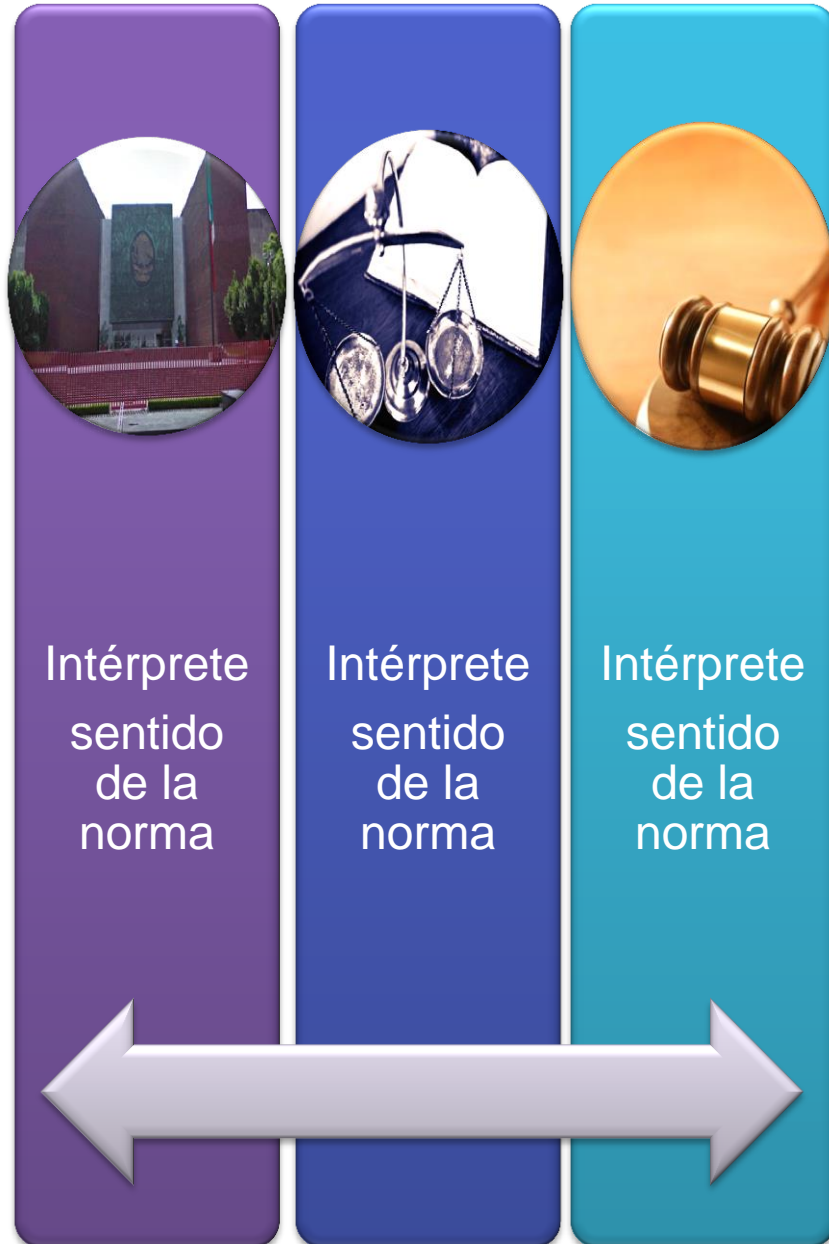 Intérprete
sentido
de la
norma
Intérprete
sentido
de la
norma
Intérprete
sentido
de la
norma